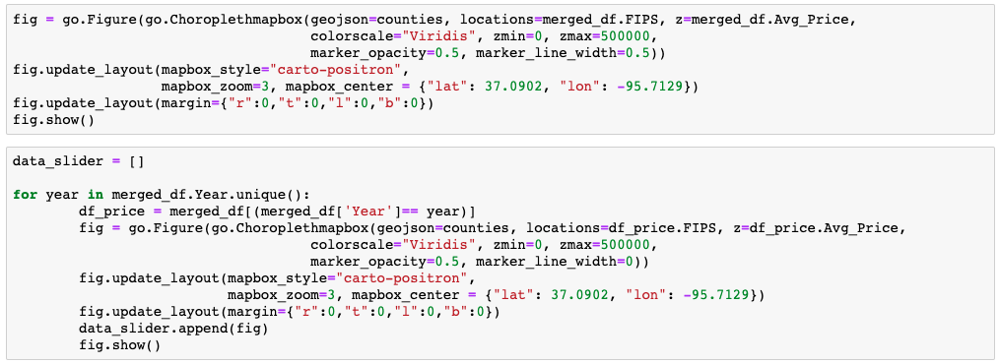 fig = go.Figure(go.Choroplethmapbox(geojson=counties, locations=merged_df.FIPS, z=merged_df.Avg_Price,
                                    colorscale="Viridis", zmin=0, zmax=500000,
                                    marker_opacity=0.5, marker_line_width=0.5))
fig.update_layout(mapbox_style="carto-positron",
                  mapbox_zoom=3, mapbox_center = {"lat": 37.0902, "lon": -95.7129})
fig.update_layout(margin={"r":0,"t":0,"l":0,"b":0})
fig.show()
data_slider = []

for year in merged_df.Year.unique():
        df_price = merged_df[(merged_df['Year']== year)]
        fig = go.Figure(go.Choroplethmapbox(geojson=counties, locations=df_price.FIPS, z=df_price.Avg_Price,
                                    colorscale="Viridis", zmin=0, zmax=500000,
                                    marker_opacity=0.5, marker_line_width=0))
        fig.update_layout(mapbox_style="carto-positron",
                          mapbox_zoom=3, mapbox_center = {"lat": 37.0902, "lon": -95.7129})
        fig.update_layout(margin={"r":0,"t":0,"l":0,"b":0})
        data_slider.append(fig)
        fig.show()